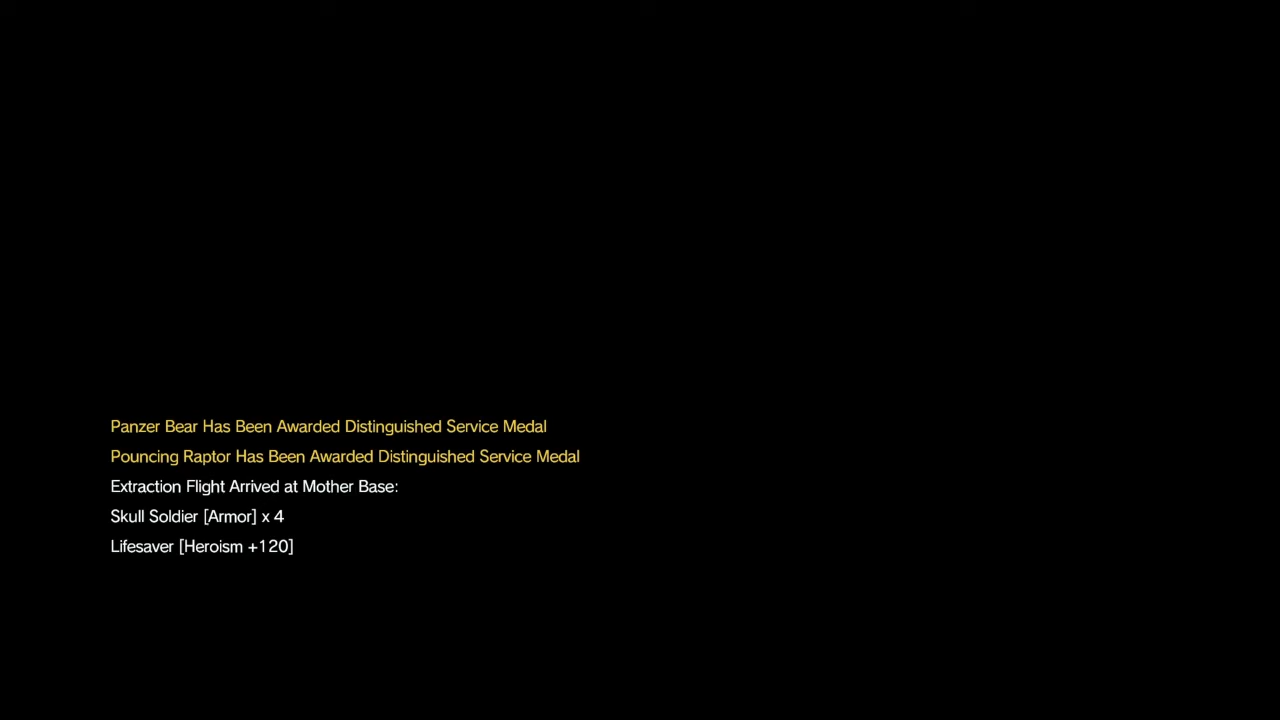 Panzer Bear Has Been Awarded Distinguished Service Medal
Pouncing Raptor Has Been Awarded Distinguished Service Medal
Extraction Flight Arrived at Mother Base:
Skull Soldier [Armor] x 4
Lifesaver [Heroism +120]